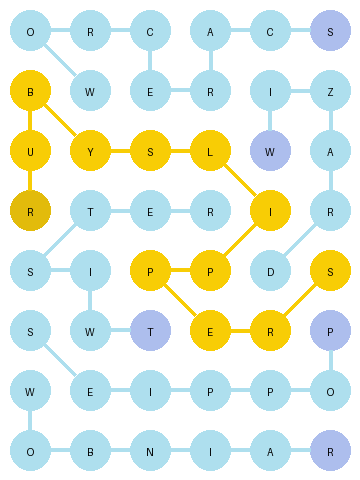 O R C A C S
B W E R I Z
U Y S L W A
R T E R I R
S I P P D S
S W T E R P
W E I P P O
O B N I A R